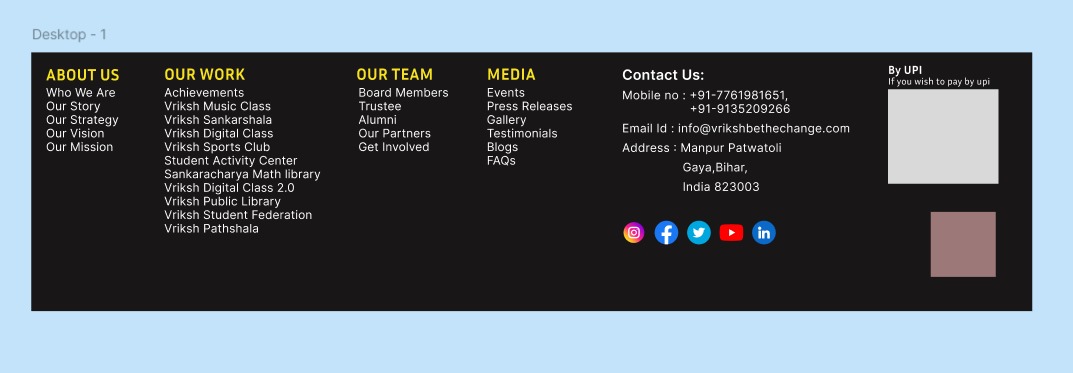 Desktop - 1
ABOUT US
Who We Are
Our Story
Our Strategy
Our Vision
Our Mission
OUR WORK
Achievements
Vriksh Music Class
Vriksh Sankarshala
Vriksh Digital Class
Vriksh Sports Club
Student Activity Center
Sankaracharya Math library
Vriksh Digital Class 2.0
Vriksh Public Library
Vriksh Student Federation
Vriksh Pathshala
OUR TEAM
Board Members
Trustee
Alumni
Our Partners
Get Involved
MEDIA
Events
Press Releases
Gallery
Testimonials
Blogs
FAQs
Contact Us:
Mobile no : +91-7761981651,
+91-9135209266
Email Id : info@vrikshbethechange.com
Address : Manpur Patwatoli
Gaya,Bihar,
India 823003
By UPI
If you wish to pay by upi